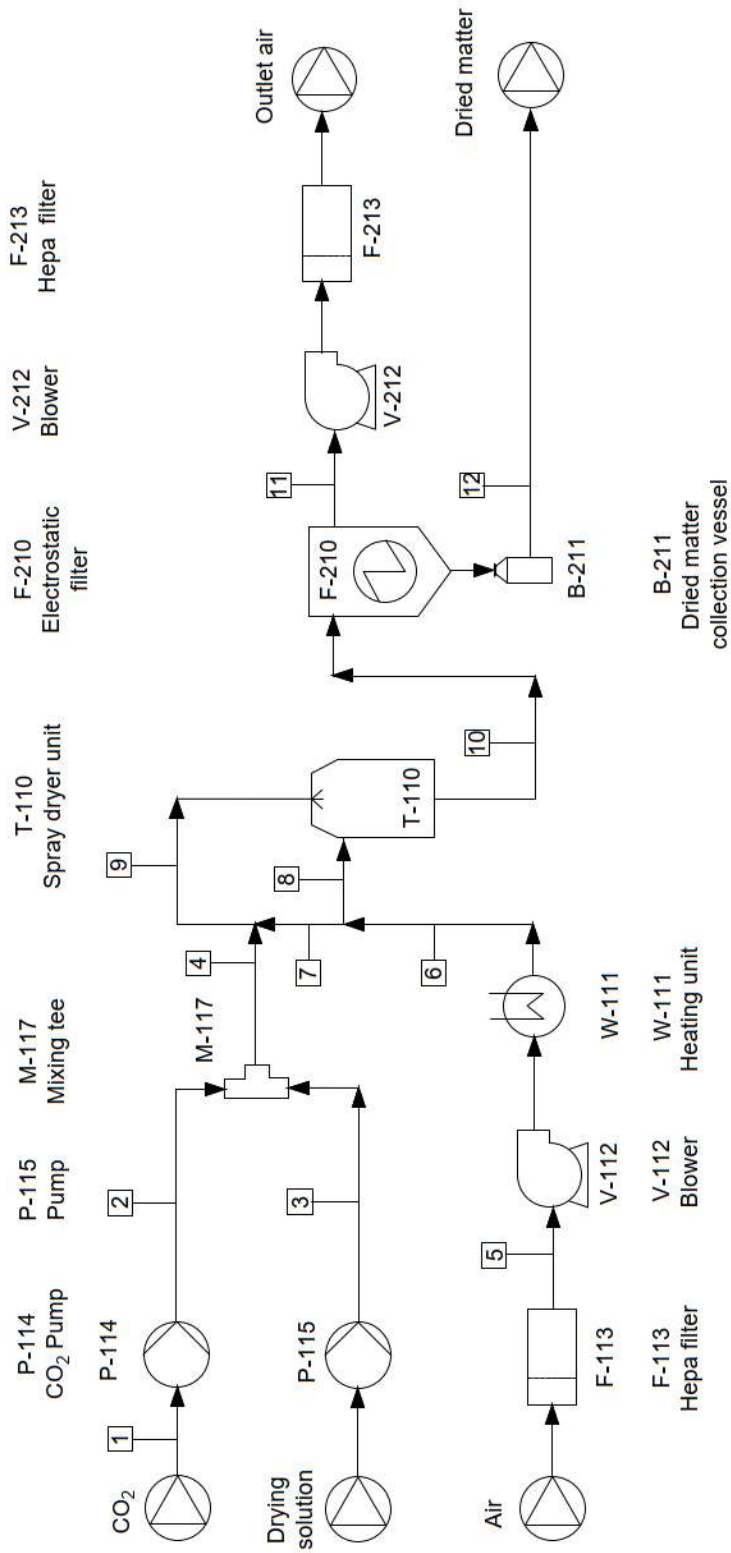 P-114
CO₂ Pump
P-115
Pump
M-117
Mixing tee
T-110
Spray dryer unit
F-210
Electrostatic
filter
V-212
Blower
F-213
Hepa filter
CO₂
1
P-114
2
M-117
4
9
Drying
solution
P-115
3
7
8
T-110
10
F-210
11
V-212
F-213
Outlet air
Air
F-113
5
V-112
W-111
6
B-211
12
Dried matter
F-113
Hepa filter
V-112
Blower
W-111
Heating unit
B-211
Dried matter
collection vessel